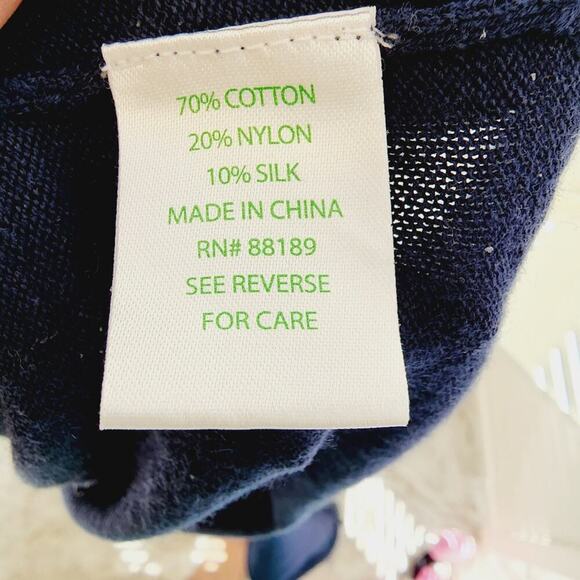 70% COTTON
20% NYLON
10% SILK
MADE IN CHINA
RN# 88189
SEE REVERSE
FOR CARE